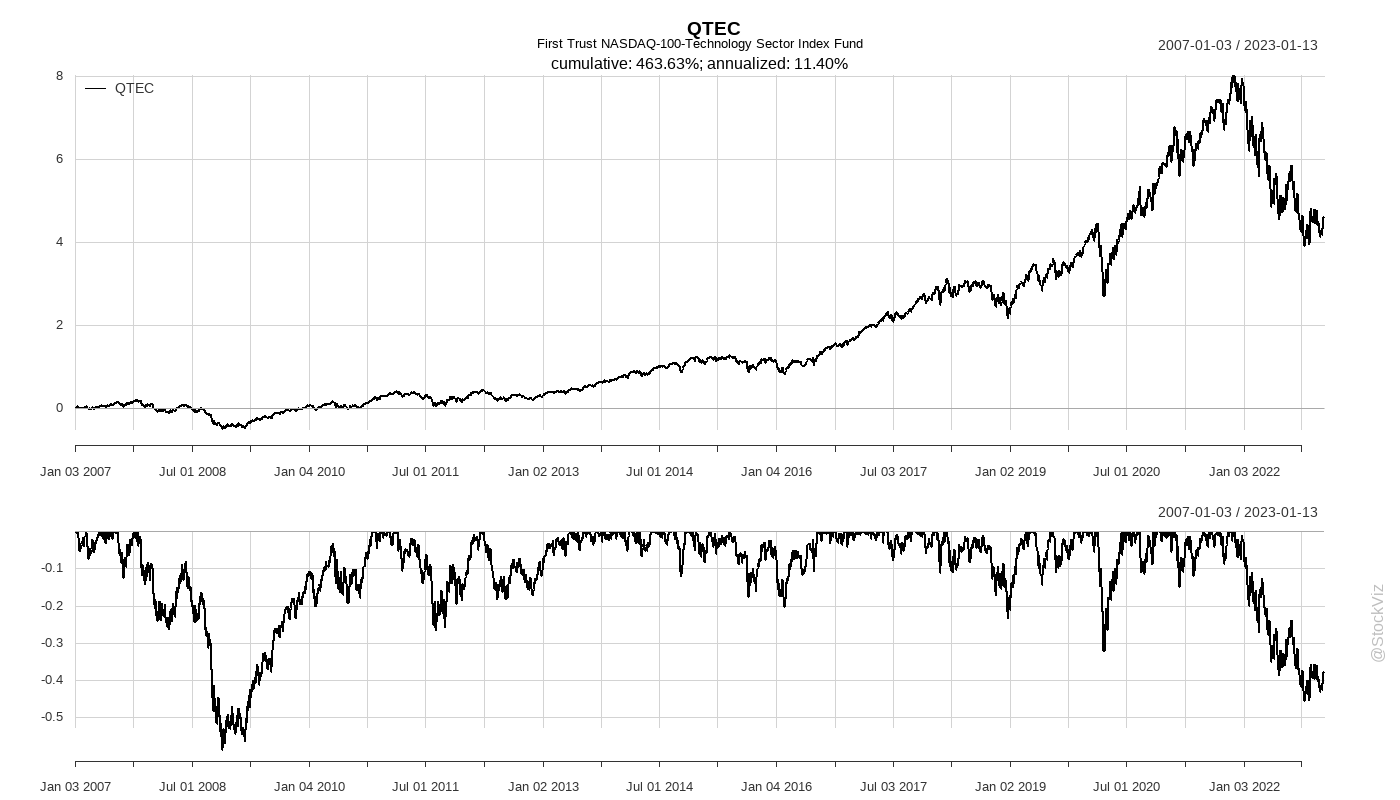 QTEC
First Trust NASDAQ-100-Technology Sector Index Fund
cumulative: 463.63%; annualized: 11.40%
2007-01-03 / 2023-01-13
QTEC
8
6
4
2
0
Jan 03 2007 Jul 01 2008 Jan 04 2010 Jul 01 2011 Jan 02 2013 Jul 01 2014 Jan 04 2016 Jul 03 2017 Jan 02 2019 Jul 01 2020 Jan 03 2022
2007-01-03 / 2023-01-13
-0.1
-0.2
-0.3
-0.4
-0.5
Jan 03 2007 Jul 01 2008 Jan 04 2010 Jul 01 2011 Jan 02 2013 Jul 01 2014 Jan 04 2016 Jul 03 2017 Jan 02 2019 Jul 01 2020 Jan 03 2022
@StockViz